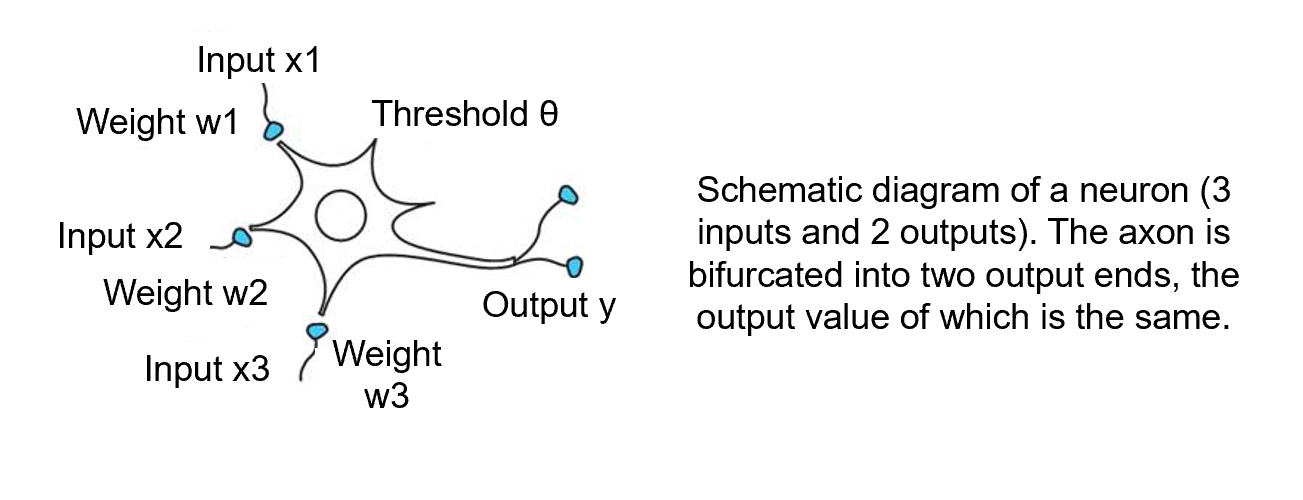 Input x1
Weight w1
Threshold θ
Input x2
Weight w2
Output y
Input x3
Weight
w3
Schematic diagram of a neuron (3
inputs and 2 outputs). The axon is
bifurcated into two output ends, the
output value of which is the same.